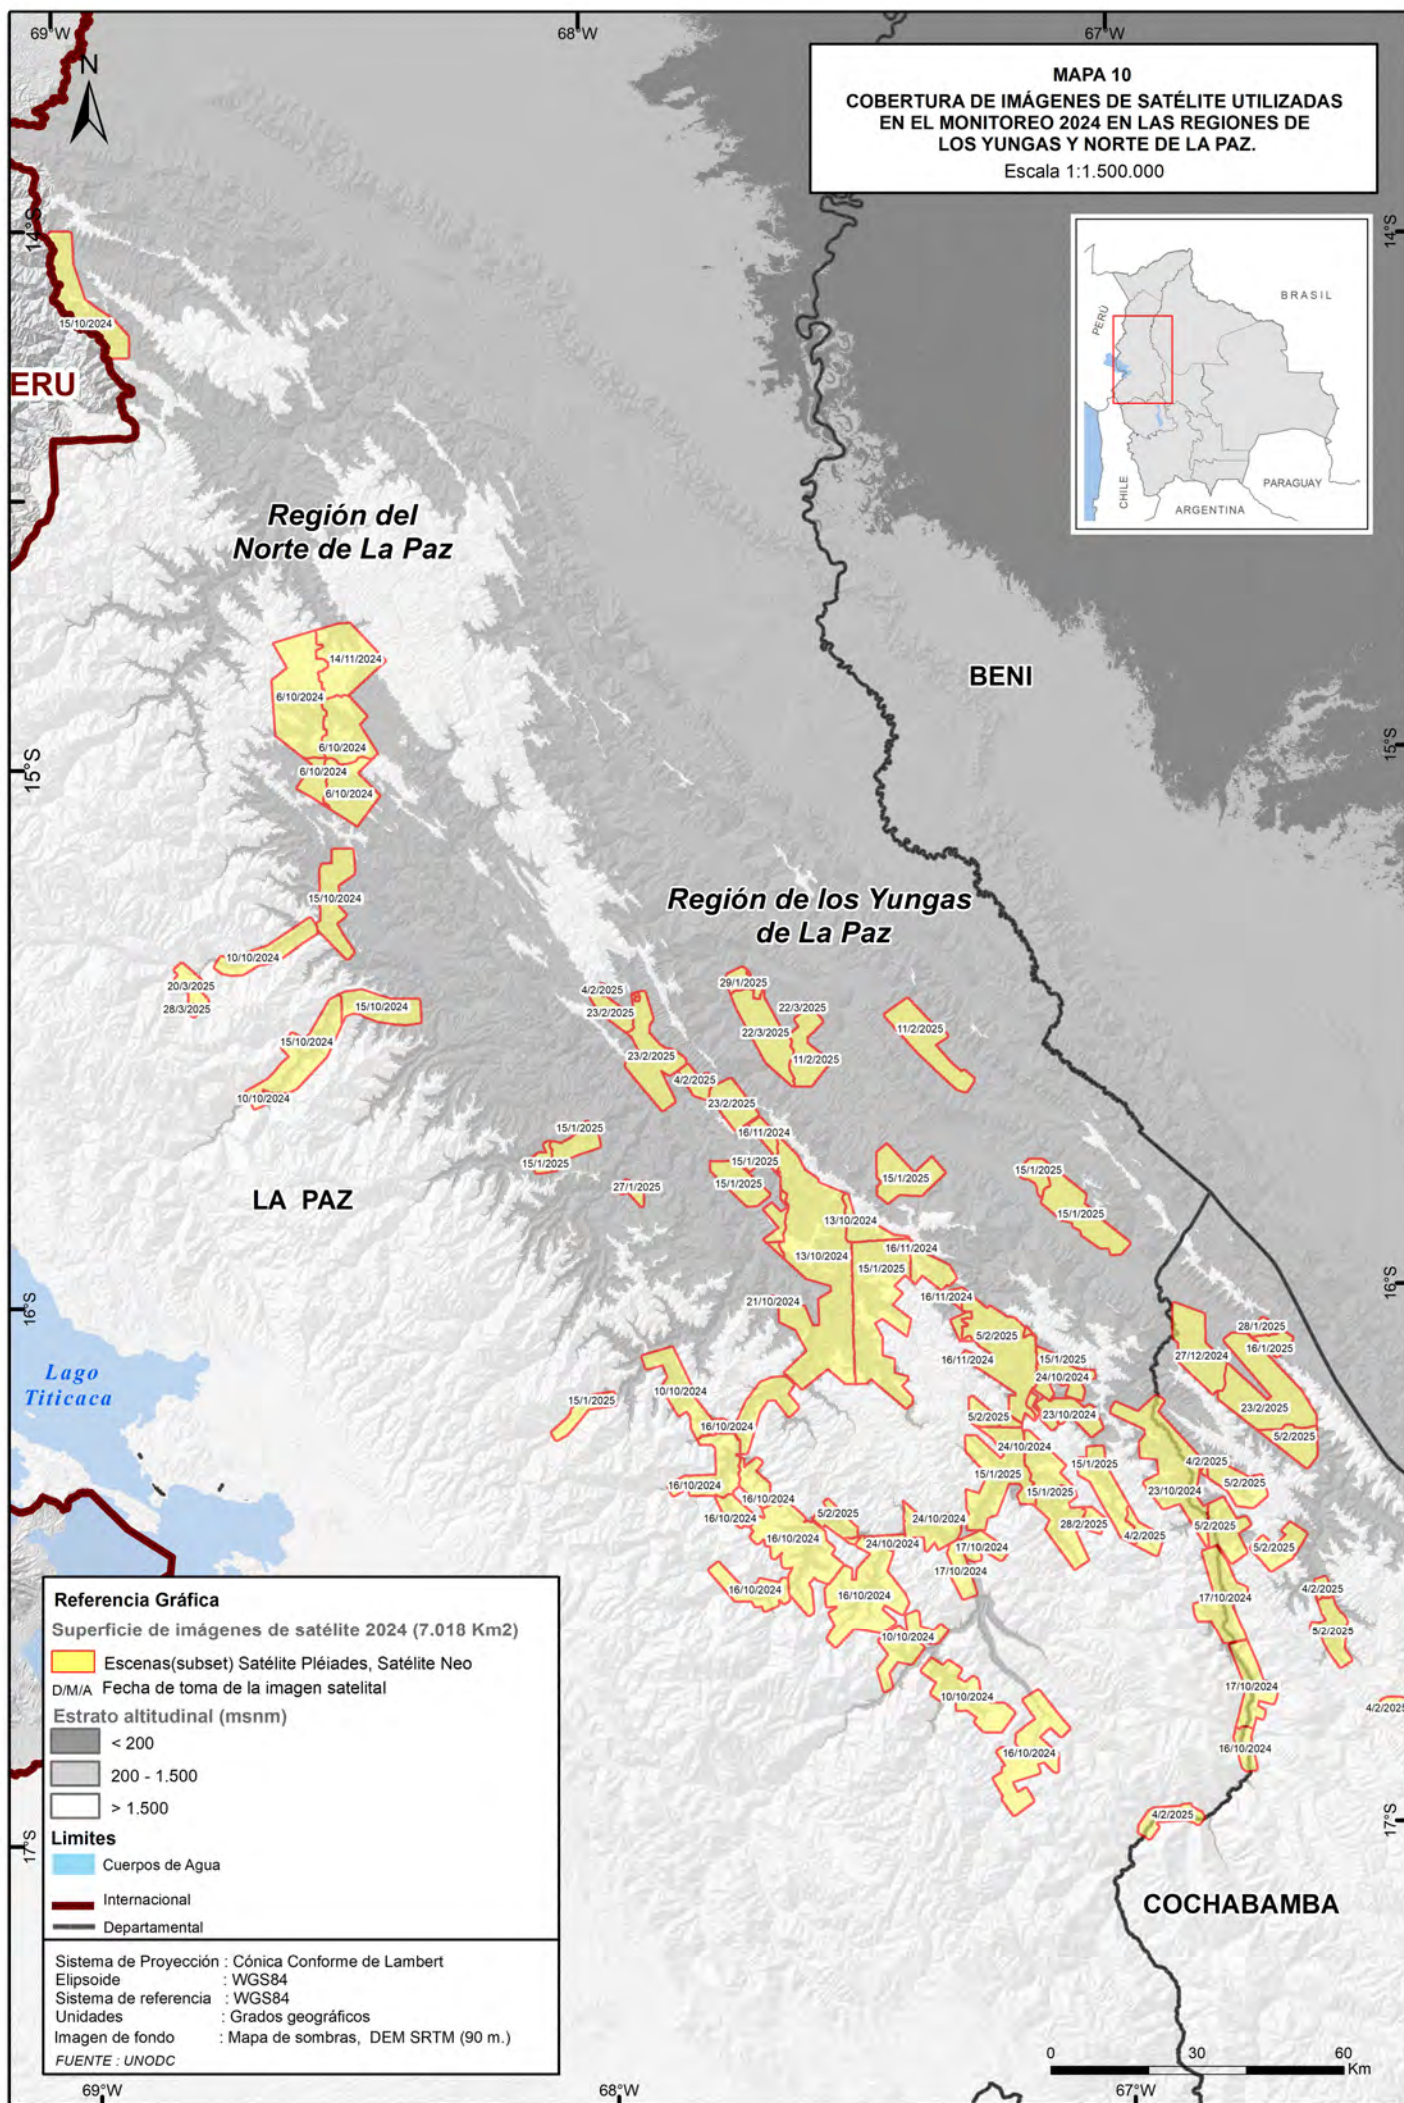 69°W
68°W
67°W
N
MAPA 10
COBERTURA DE IMÁGENES DE SATÉLITE UTILIZADAS
EN EL MONITOREO 2024 EN LAS REGIONES DE
LOS YUNGAS Y NORTE DE LA PAZ.
Escala 1:1.500.000
14°S
14°S
BRASIL
PERÚ
CHILE
PARAGUAY
ARGENTINA
15/10/2024
ERU
Región del
Norte de La Paz
14/11/2024
6/10/2024
6/10/2024
6/10/2024
6/10/2024
BENI
15°S
15°S
15/10/2024
Región de los Yungas
de La Paz
10/10/2024
20/3/2025
28/3/2025
15/10/2024
15/10/2024
10/10/2024
4/2/2025
23/2/2025
29/1/2025
22/3/2025
22/3/2025
11/2/2025
11/2/2025
23/2/2025
4/2/2025
23/2/2025
16/11/2024
15/1/2025
15/1/2025
15/1/2025
15/1/2025
27/1/2025
15/1/2025
15/1/2025
15/1/2025
LA PAZ
13/10/2024
13/10/2024
16/11/2024
15/1/2025
16/11/2024
21/10/2024
16°S
16°S
5/2/2025
16/11/2024
15/1/2025
24/10/2024
28/1/2025
16/1/2025
27/12/2024
23/2/2025
5/2/2025
Lago
Titicaca
10/10/2024
15/1/2025
16/10/2024
5/2/2025
23/10/2024
24/10/2024
15/1/2025
15/1/2025
15/1/2025
4/2/2025
5/2/2025
23/10/2024
16/10/2024
16/10/2024
16/10/2024
5/2/2025
24/10/2024
28/2/2025
4/2/2025
5/2/2025
5/2/2025
16/10/2024
24/10/2024
17/10/2024
17/10/2024
16/10/2024
16/10/2024
17/10/2024
4/2/2025
5/2/2025
10/10/2024
10/10/2024
17/10/2024
4/2/2025
16/10/2024
16/10/2024
4/2/2025
17°S
17°S
COCHABAMBA
Referencia Gráfica
Superficie de imágenes de satélite 2024 (7.018 Km2)
Escenas(subset) Satélite Pléiades, Satélite Neo
D/M/A Fecha de toma de la imagen satelital
Estrato altitudinal (msnm)
< 200
200 - 1.500
> 1.500
Limites
Cuerpos de Agua
Internacional
Departamental
Sistema de Proyección : Cónica Conforme de Lambert
Elipsoide : WGS84
Sistema de referencia : WGS84
Unidades : Grados geográficos
Imagen de fondo : Mapa de sombras, DEM SRTM (90 m.)
FUENTE : UNODC
0 30 60
Km
69°W
68°W
67°W